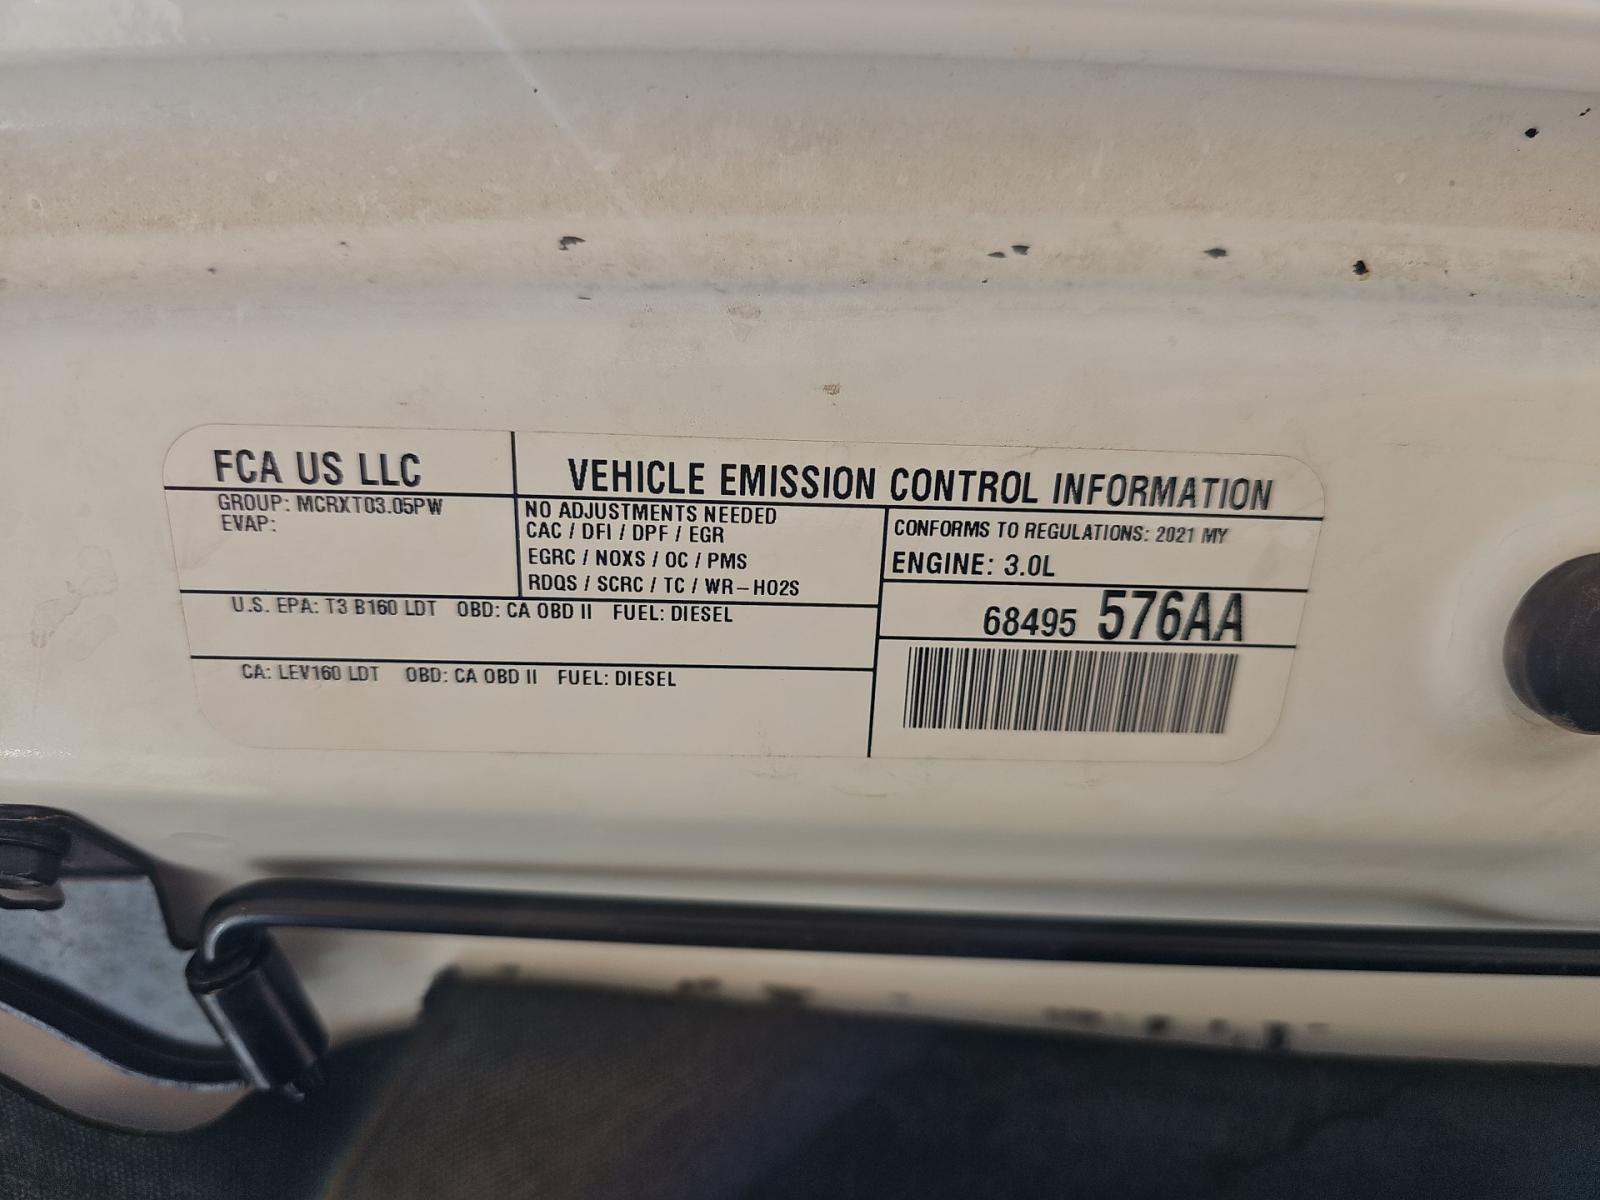 FCA US LLC
VEHICLE EMISSION CONTROL INFORMATION
GROUP: MCRXT03.05PW
EVAP:
NO ADJUSTMENTS NEEDED
CAC / DFI / DPF / EGR
EGRC / NOXS / OC / PMS
RDQS / SCRC / TC / WR-HO2S
CONFORMS TO REGULATIONS: 2021 MY
ENGINE: 3.0L
U.S. EPA: T3 B160 LDT OBD: CA OBD II FUEL: DIESEL
68495 576AA
CA: LEV160 LDT OBD: CA OBD II FUEL: DIESEL